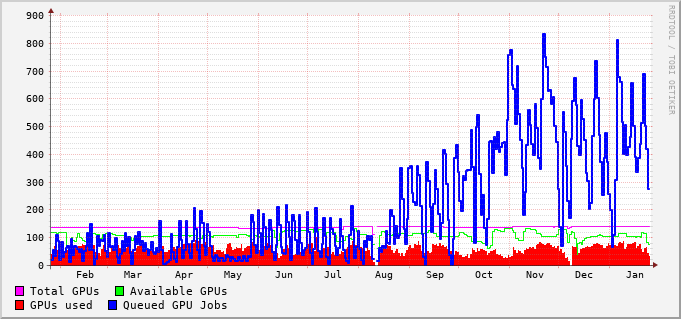 900
800
700
600
500
400
300
200
100
0
Feb Mar Apr May Jun Jul Aug Sep Oct Nov Dec Jan
Total GPUs Available GPUs
GPUs used Queued GPU Jobs
RRDTOOL / TOBI OETIKER